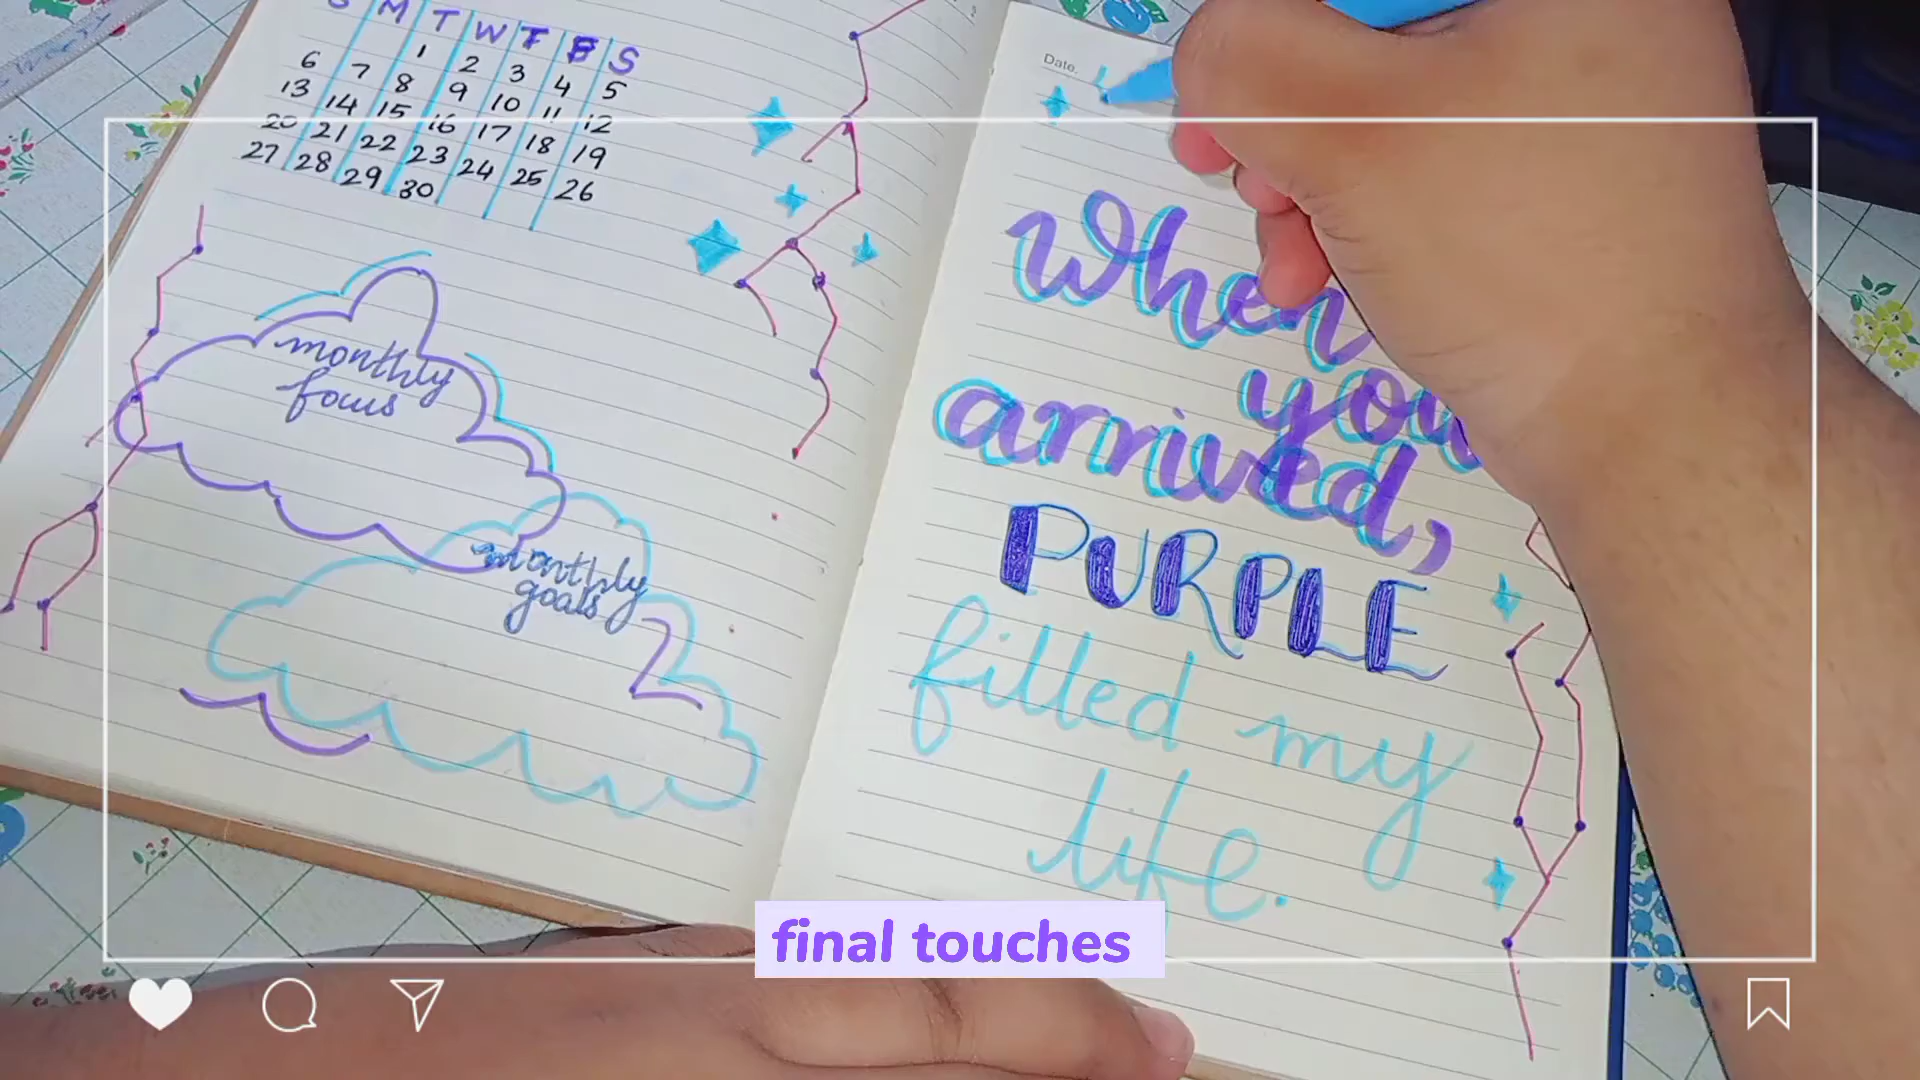 S M T W T F S
1 2 3 4 5
6 7 8 9 10 11 12
13 14 15 16 17 18 19
20 21 22 23 24 25 26
27 28 29 30
monthly
focus
monthly
goals
Date.
When
you
arrived,
PURPLE
filled my
life.
final touches